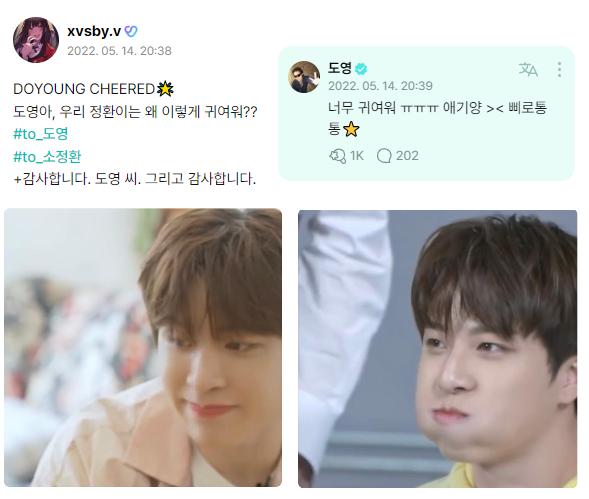 xvsby.v
2022. 05. 14. 20:38
DOYOUNG CHEERED🌟
도영아, 우리 정환이는 왜 이렇게 귀여워??
#to_도영
#to_소정환
+감사합니다. 도영 씨. 그리고 감사합니다.
도영
2022. 05. 14. 20:39
너무 귀여워 ㅠㅠㅠ 애기양 >< 삐로통
통⭐
1K 202